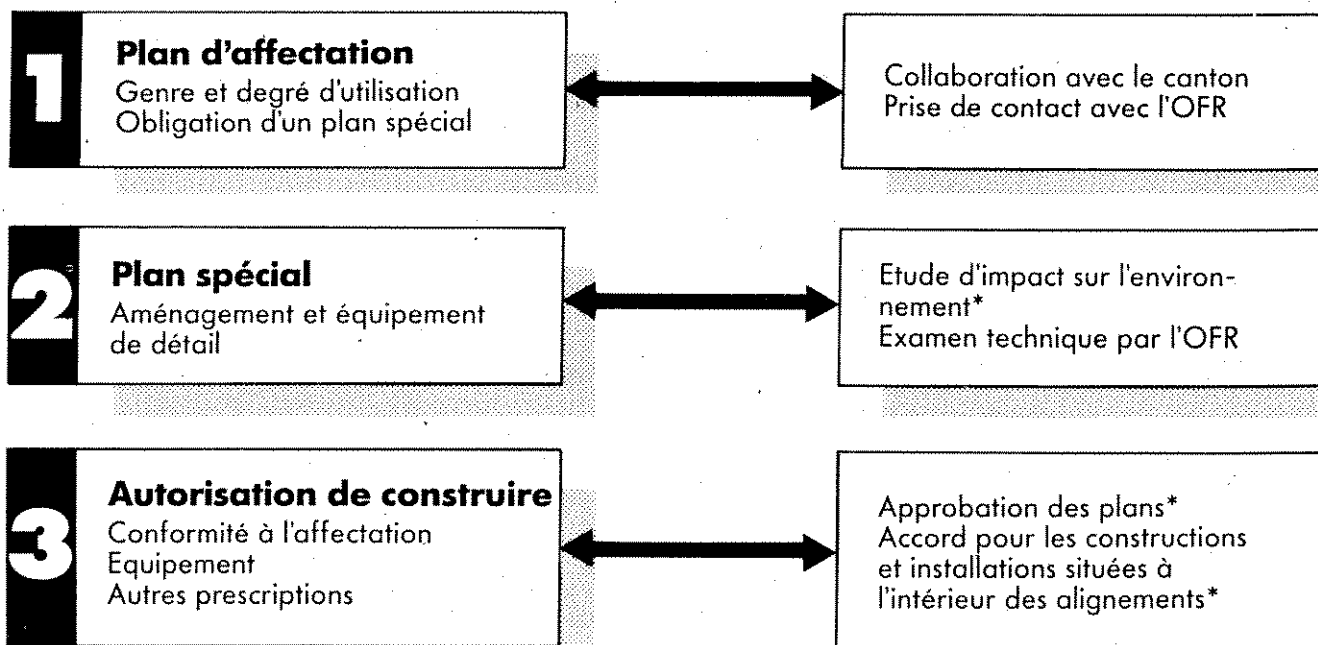 1
Plan d'affectation
Genre et degré d'utilisation
Obligation d'un plan spécial
Collaboration avec le canton
Prise de contact avec l'OFR
2
Plan spécial
Aménagement et équipement
de détail
Etude d'impact sur l'environ-
nement*
Examen technique par l'OFR
3
Autorisation de construire
Conformité à l'affectation
Equipement
Autres prescriptions
Approbation des plans*
Accord pour les constructions
et installations situées à
l'intérieur des alignements*